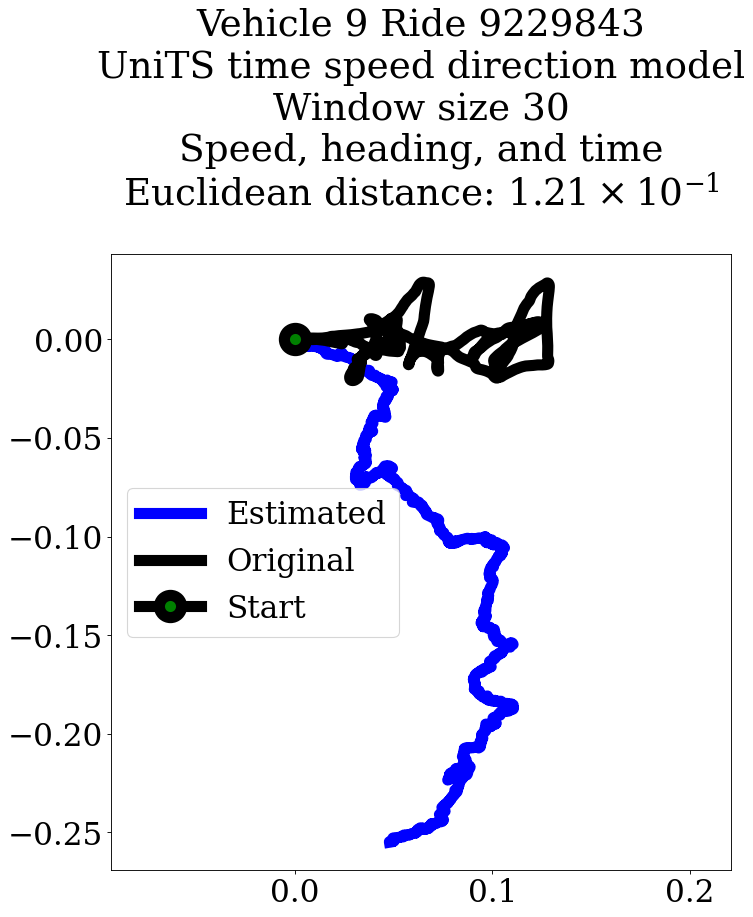 Vehicle 9 Ride 9229843
UniTS time speed direction model
Window size 30
Speed, heading, and time
Euclidean distance: 1.21 × 10⁻¹
0.00
−0.05
−0.10
−0.15
−0.20
−0.25
Estimated
Original
Start
0.0 0.1 0.2